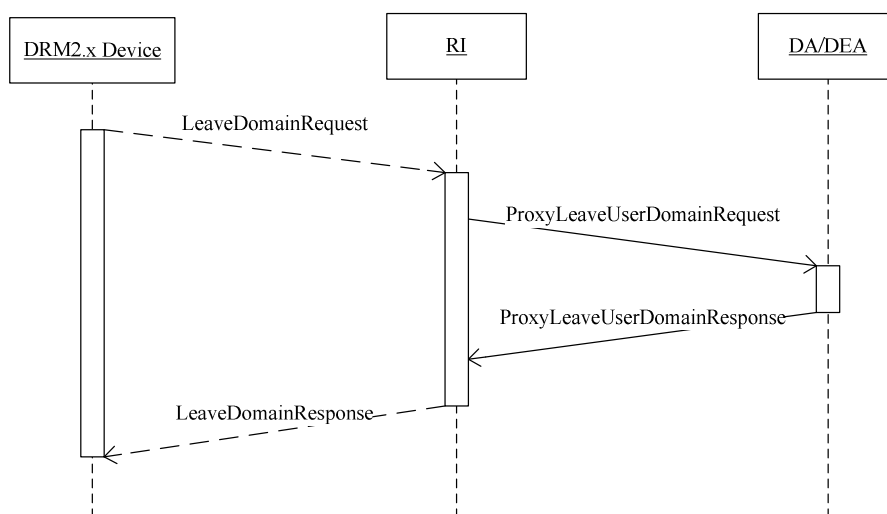 DRM2.x Device
RI
DA/DEA
LeaveDomainRequest
ProxyLeaveUserDomainRequest
ProxyLeaveUserDomainResponse
LeaveDomainResponse